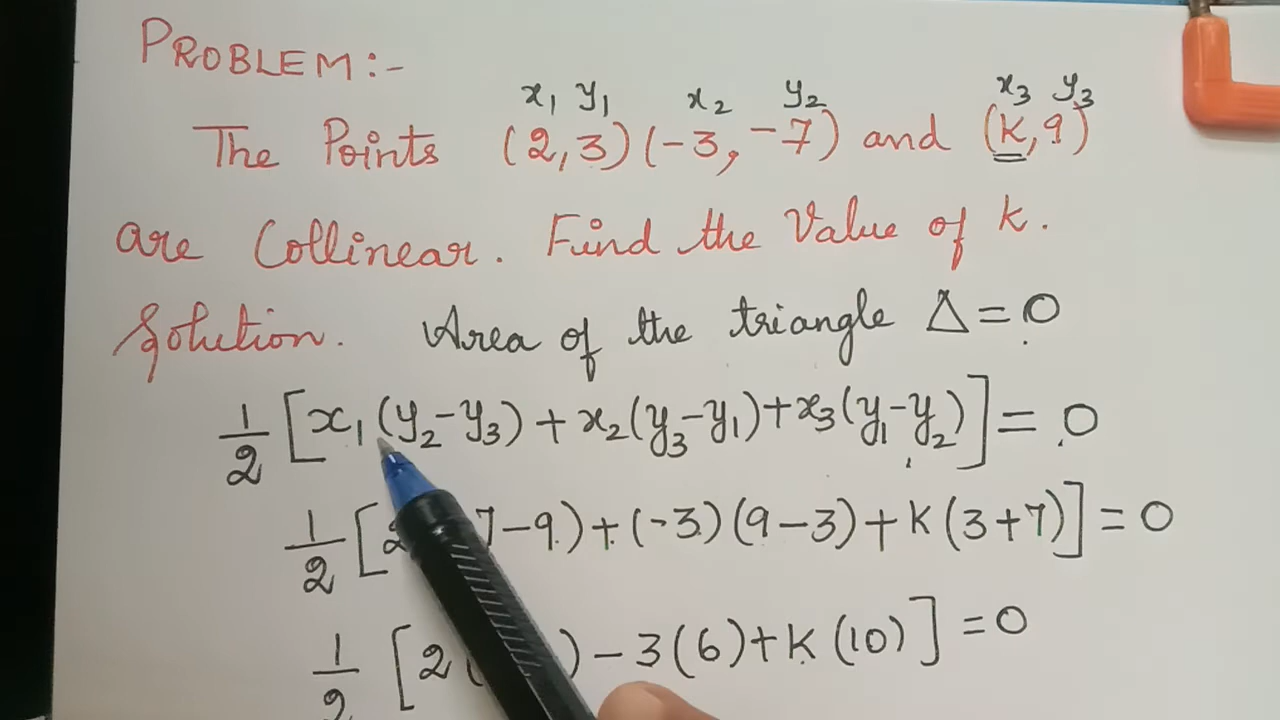 PROBLEM:-
x₁ y₁ x₂ y₂ x₃ y₃
The Points (2,3)(-3,-7) and (k,9)
are Collinear. Find the Value of k.
Solution. Area of the triangle Δ=0
1/2 [x₁(y₂-y₃)+x₂(y₃-y₁)+x₃(y₁-y₂)]=0
1/2 [2 7-9)+(-3)(9-3)+k(3+7)]=0
1/2 [2( )-3(6)+k(10)]=0